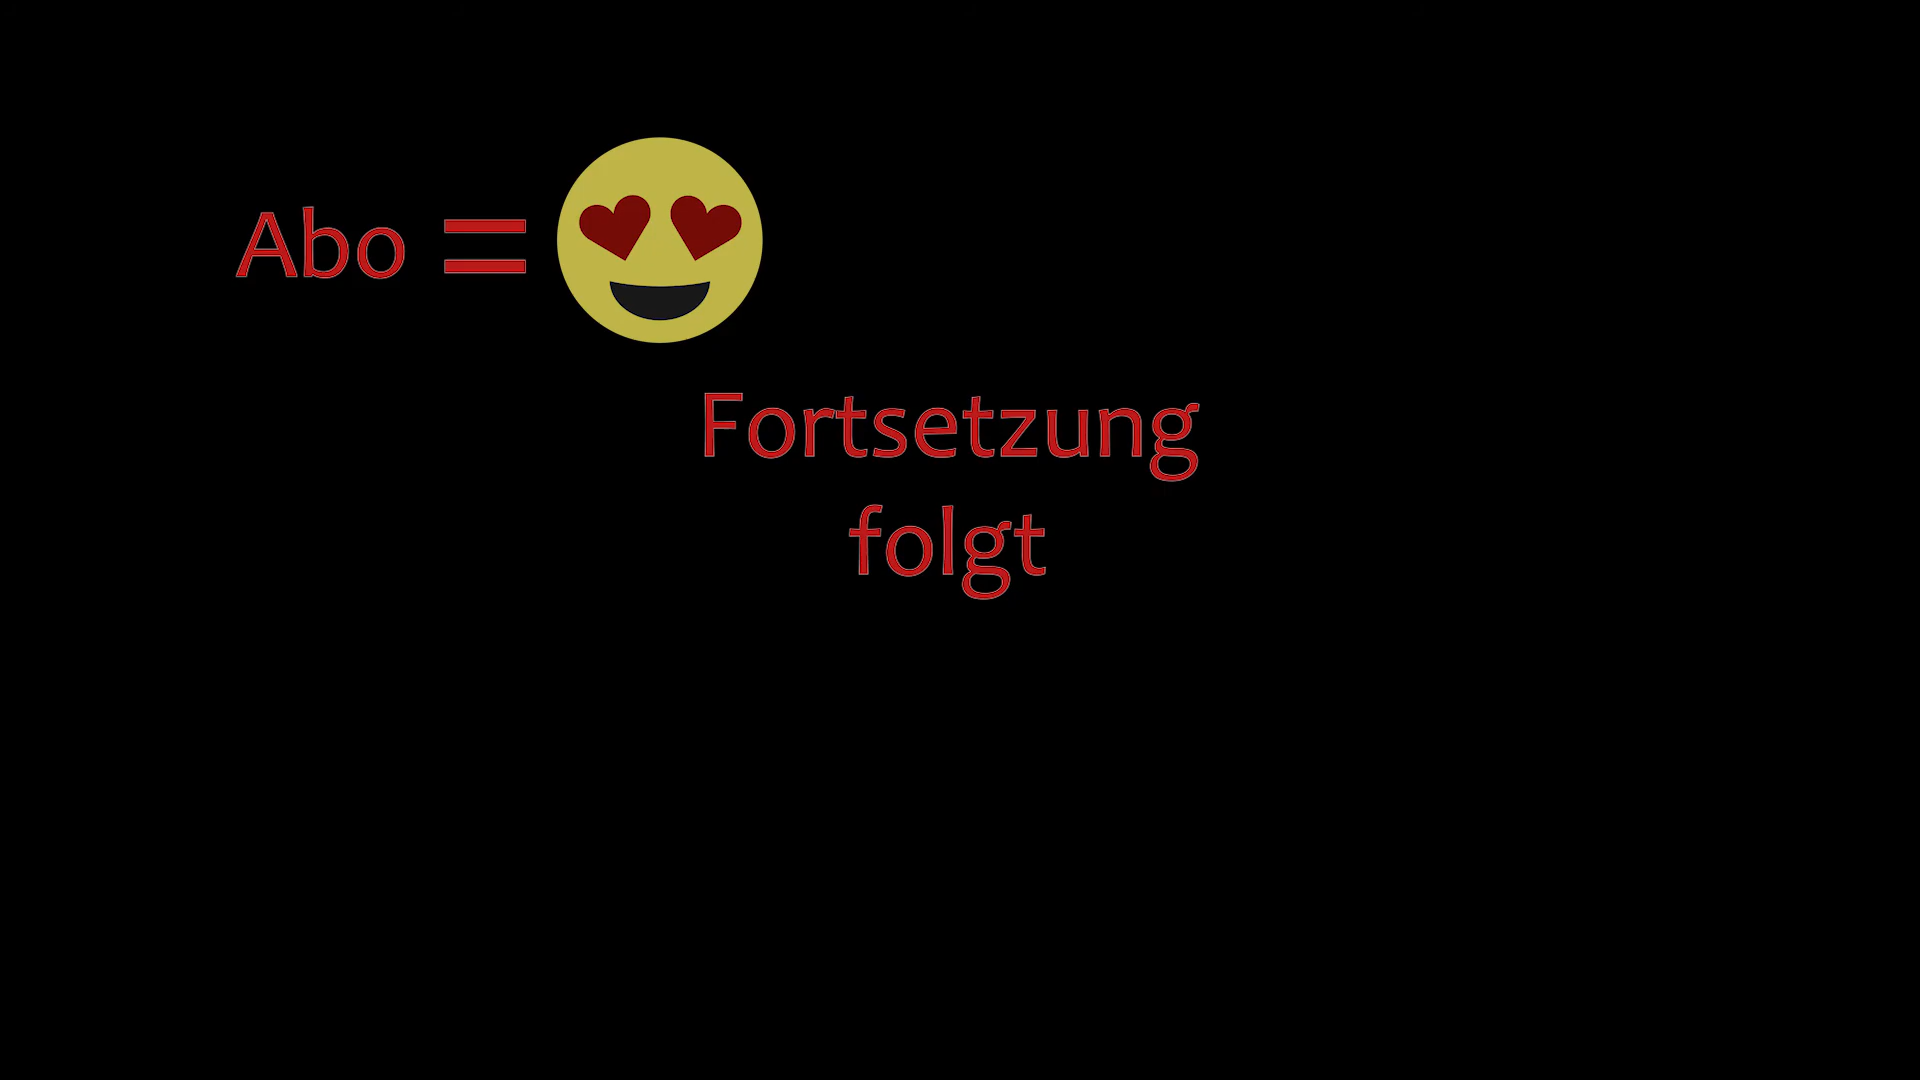 Abo = 😍
Fortsetzung
folgt